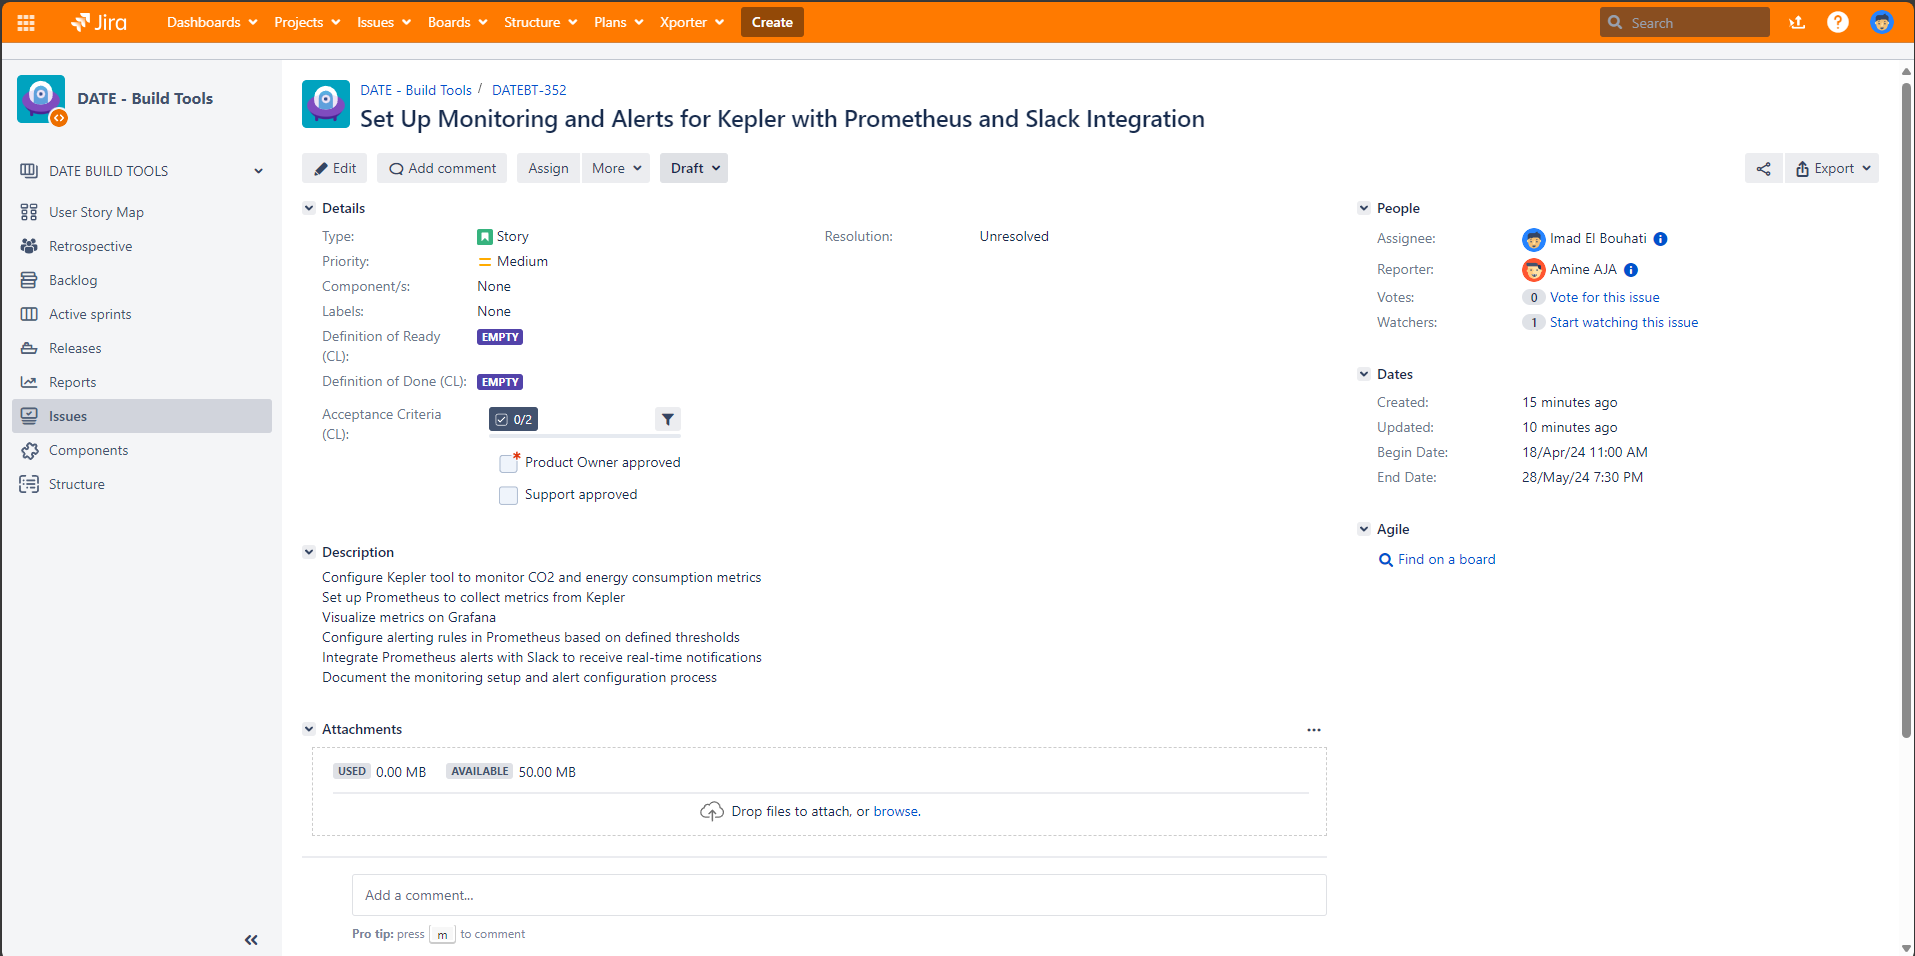 Jira Dashboards Projects Issues Boards Structure Plans Xporter Create Search
DATE - Build Tools
DATE BUILD TOOLS
User Story Map
Retrospective
Backlog
Active sprints
Releases
Reports
Issues
Components
Structure
DATE - Build Tools / DATEBT-352
Set Up Monitoring and Alerts for Kepler with Prometheus and Slack Integration
Edit Add comment Assign More Draft Export
Details
Type: Story Resolution: Unresolved
Priority: Medium
Component/s: None
Labels: None
Definition of Ready
(CL): EMPTY
Definition of Done (CL): EMPTY
Acceptance Criteria
(CL): 0/2
* Product Owner approved
Support approved
Description
Configure Kepler tool to monitor CO2 and energy consumption metrics
Set up Prometheus to collect metrics from Kepler
Visualize metrics on Grafana
Configure alerting rules in Prometheus based on defined thresholds
Integrate Prometheus alerts with Slack to receive real-time notifications
Document the monitoring setup and alert configuration process
Attachments
USED 0.00 MB AVAILABLE 50.00 MB
Drop files to attach, or browse.
Add a comment...
Pro tip: press m to comment
People
Assignee: Imad El Bouhati
Reporter: Amine AJA
Votes: 0 Vote for this issue
Watchers: 1 Start watching this issue
Dates
Created: 15 minutes ago
Updated: 10 minutes ago
Begin Date: 18/Apr/24 11:00 AM
End Date: 28/May/24 7:30 PM
Agile
Find on a board